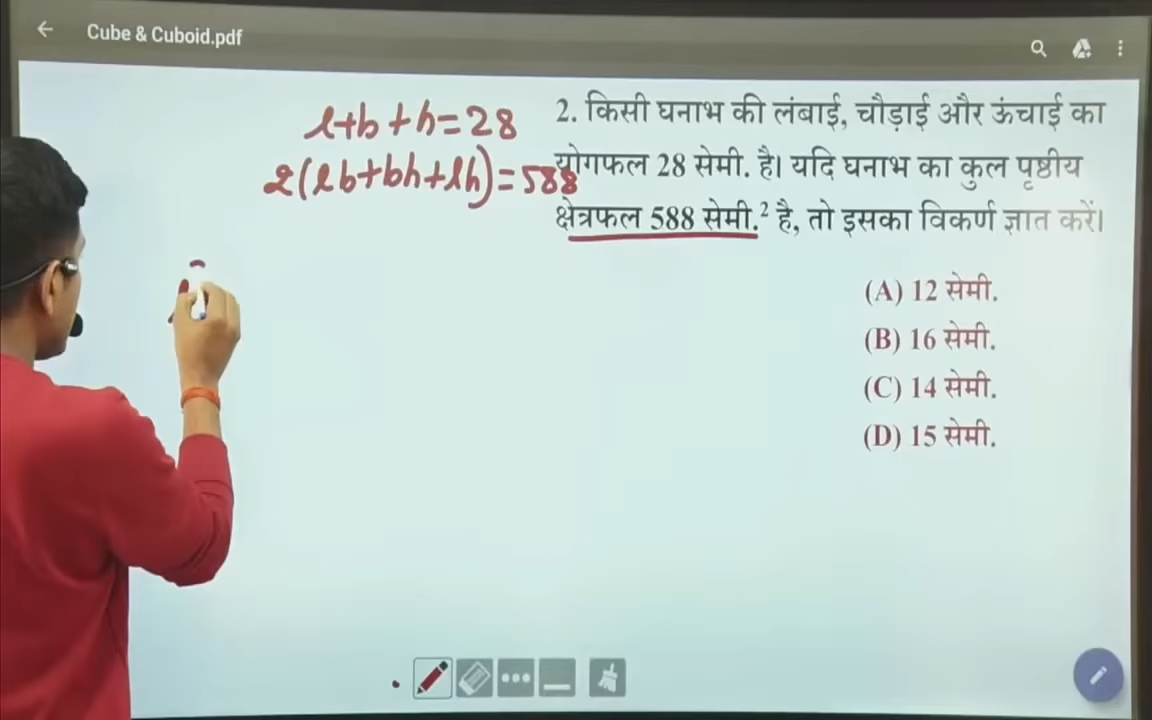 Cube & Cuboid.pdf
l+b+h=28
2(lb+bh+lh)=588
2. किसी घनाभ की लंबाई, चौड़ाई और ऊंचाई का
योगफल 28 सेमी. है। यदि घनाभ का कुल पृष्ठीय
क्षेत्रफल 588 सेमी.² है, तो इसका विकर्ण ज्ञात करें।
(A) 12 सेमी.
(B) 16 सेमी.
(C) 14 सेमी.
(D) 15 सेमी.